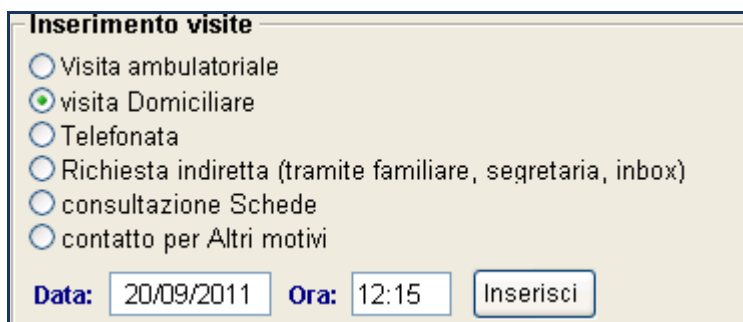 Inserimento visite
Visita ambulatoriale
visita Domiciliare
Telefonata
Richiesta indiretta (tramite familiare, segretaria, inbox)
consultazione Schede
contatto per Altri motivi
Data: 20/09/2011 Ora: 12:15 Inserisci